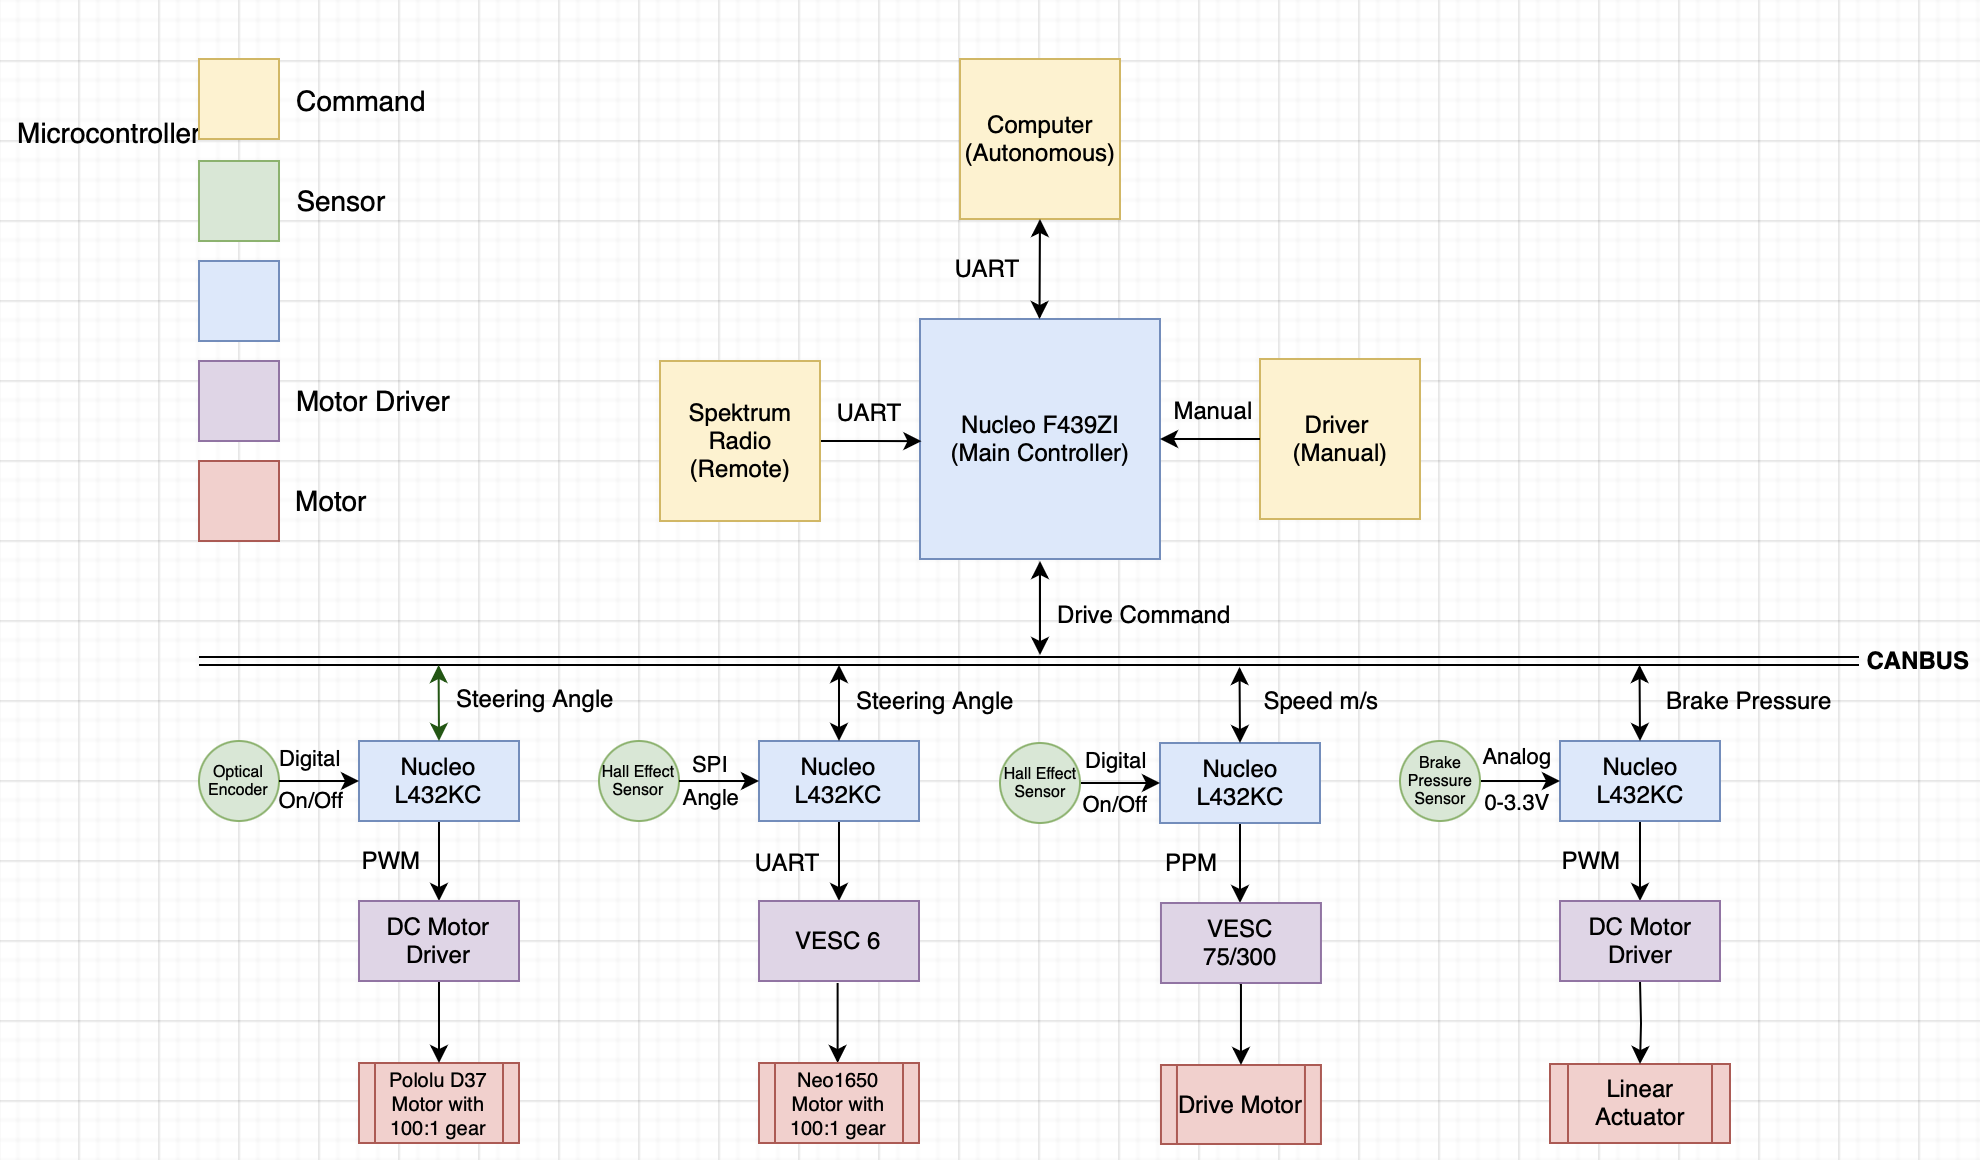 Command
Microcontroller
Sensor
Motor Driver
Motor
Computer
(Autonomous)
UART
Spektrum
Radio
(Remote)
UART
Nucleo F439ZI
(Main Controller)
Manual
Driver
(Manual)
Drive Command
CANBUS
Steering Angle
Steering Angle
Speed m/s
Brake Pressure
Optical
Encoder
Digital
On/Off
Nucleo
L432KC
Hall Effect
Sensor
SPI
Angle
Nucleo
L432KC
Hall Effect
Sensor
Digital
On/Off
Nucleo
L432KC
Brake
Pressure
Sensor
Analog
0-3.3V
Nucleo
L432KC
PWM
UART
PPM
PWM
DC Motor
Driver
VESC 6
VESC
75/300
DC Motor
Driver
Pololu D37
Motor with
100:1 gear
Neo1650
Motor with
100:1 gear
Drive Motor
Linear
Actuator